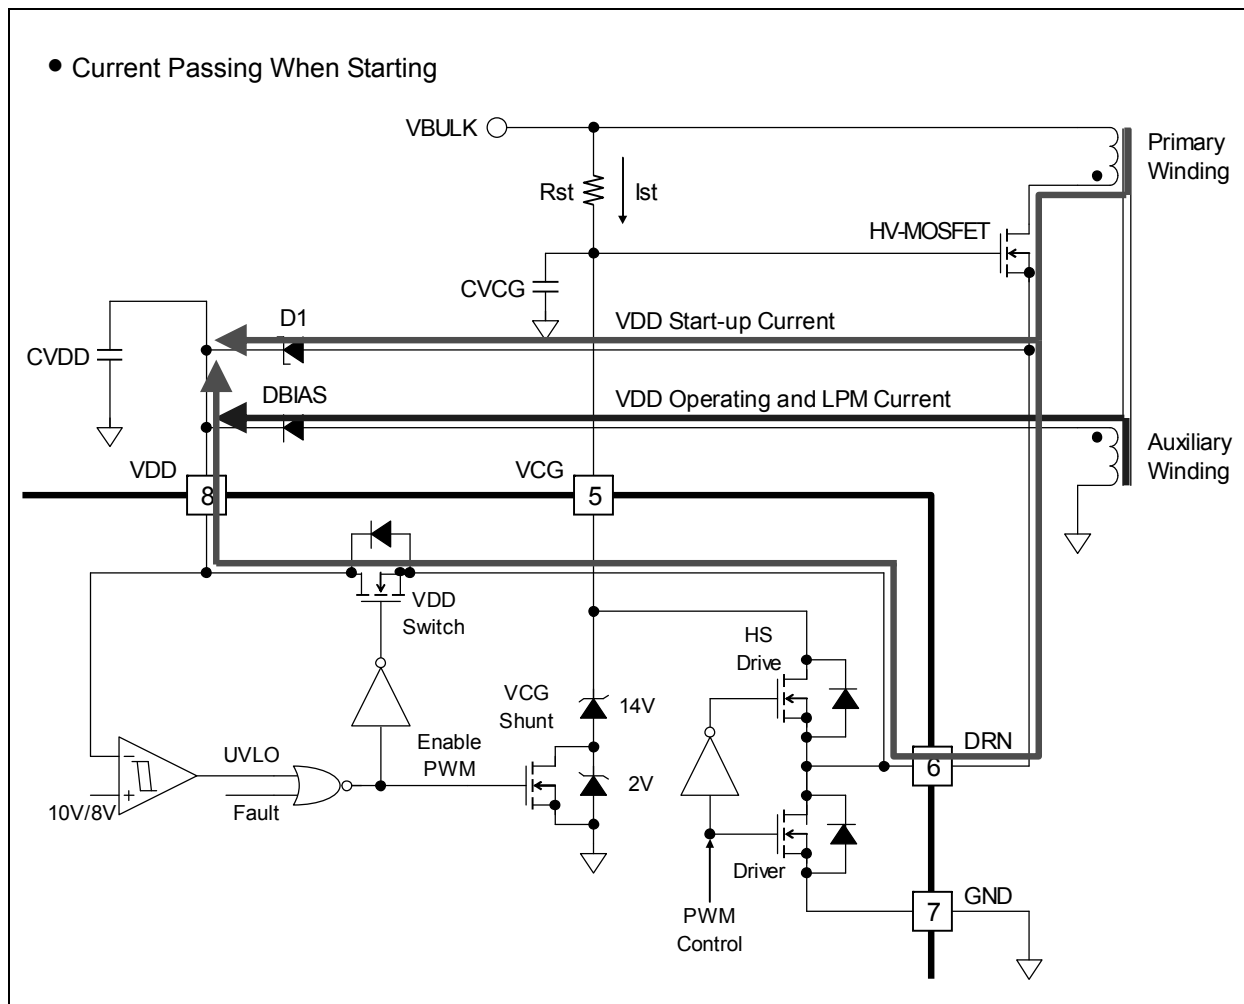 ● Current Passing When Starting
VBULK
Primary
Winding
Rst
Ist
HV-MOSFET
CVCG
D1
VDD Start-up Current
CVDD
DBIAS
VDD Operating and LPM Current
Auxiliary
Winding
VDD
VCG
8
5
VDD
Switch
HS
Drive
VCG
Shunt
14V
UVLO
Enable
PWM
DRN
6
2V
10V/8V
Fault
Driver
PWM
Control
7
GND